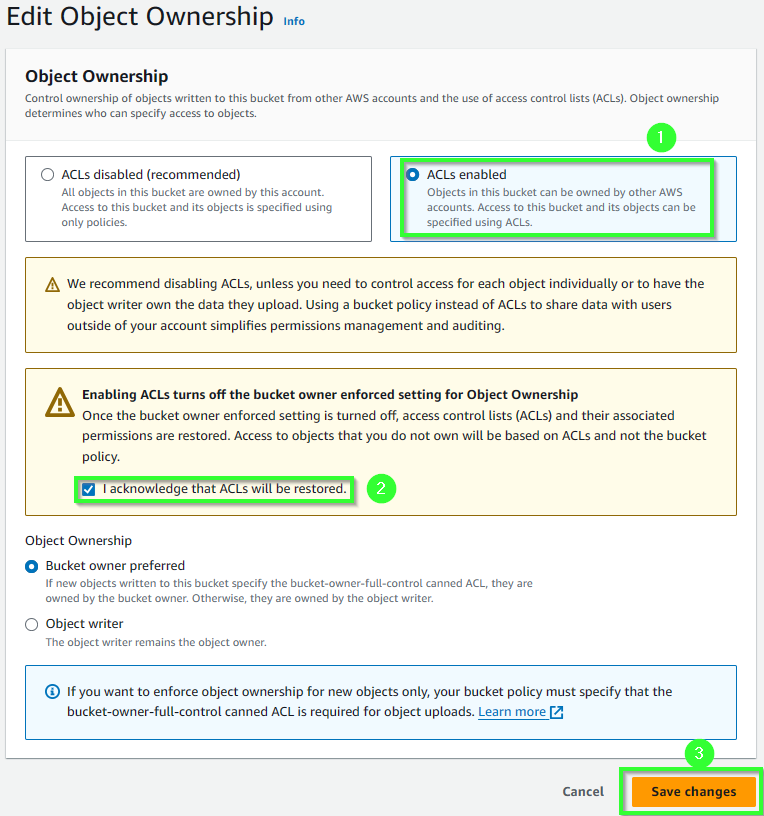 Edit Object Ownership Info
Object Ownership
Control ownership of objects written to this bucket from other AWS accounts and the use of access control lists (ACLs). Object ownership
determines who can specify access to objects.
1
ACLs disabled (recommended)
All objects in this bucket are owned by this account.
Access to this bucket and its objects is specified using
only policies.
ACLs enabled
Objects in this bucket can be owned by other AWS
accounts. Access to this bucket and its objects can be
specified using ACLs.
We recommend disabling ACLs, unless you need to control access for each object individually or to have the
object writer own the data they upload. Using a bucket policy instead of ACLs to share data with users
outside of your account simplifies permissions management and auditing.
Enabling ACLs turns off the bucket owner enforced setting for Object Ownership
Once the bucket owner enforced setting is turned off, access control lists (ACLs) and their associated
permissions are restored. Access to objects that you do not own will be based on ACLs and not the bucket
policy.
I acknowledge that ACLs will be restored.
2
Object Ownership
Bucket owner preferred
If new objects written to this bucket specify the bucket-owner-full-control canned ACL, they are
owned by the bucket owner. Otherwise, they are owned by the object writer.
Object writer
The object writer remains the object owner.
If you want to enforce object ownership for new objects only, your bucket policy must specify that the
bucket-owner-full-control canned ACL is required for object uploads. Learn more
3
Cancel
Save changes